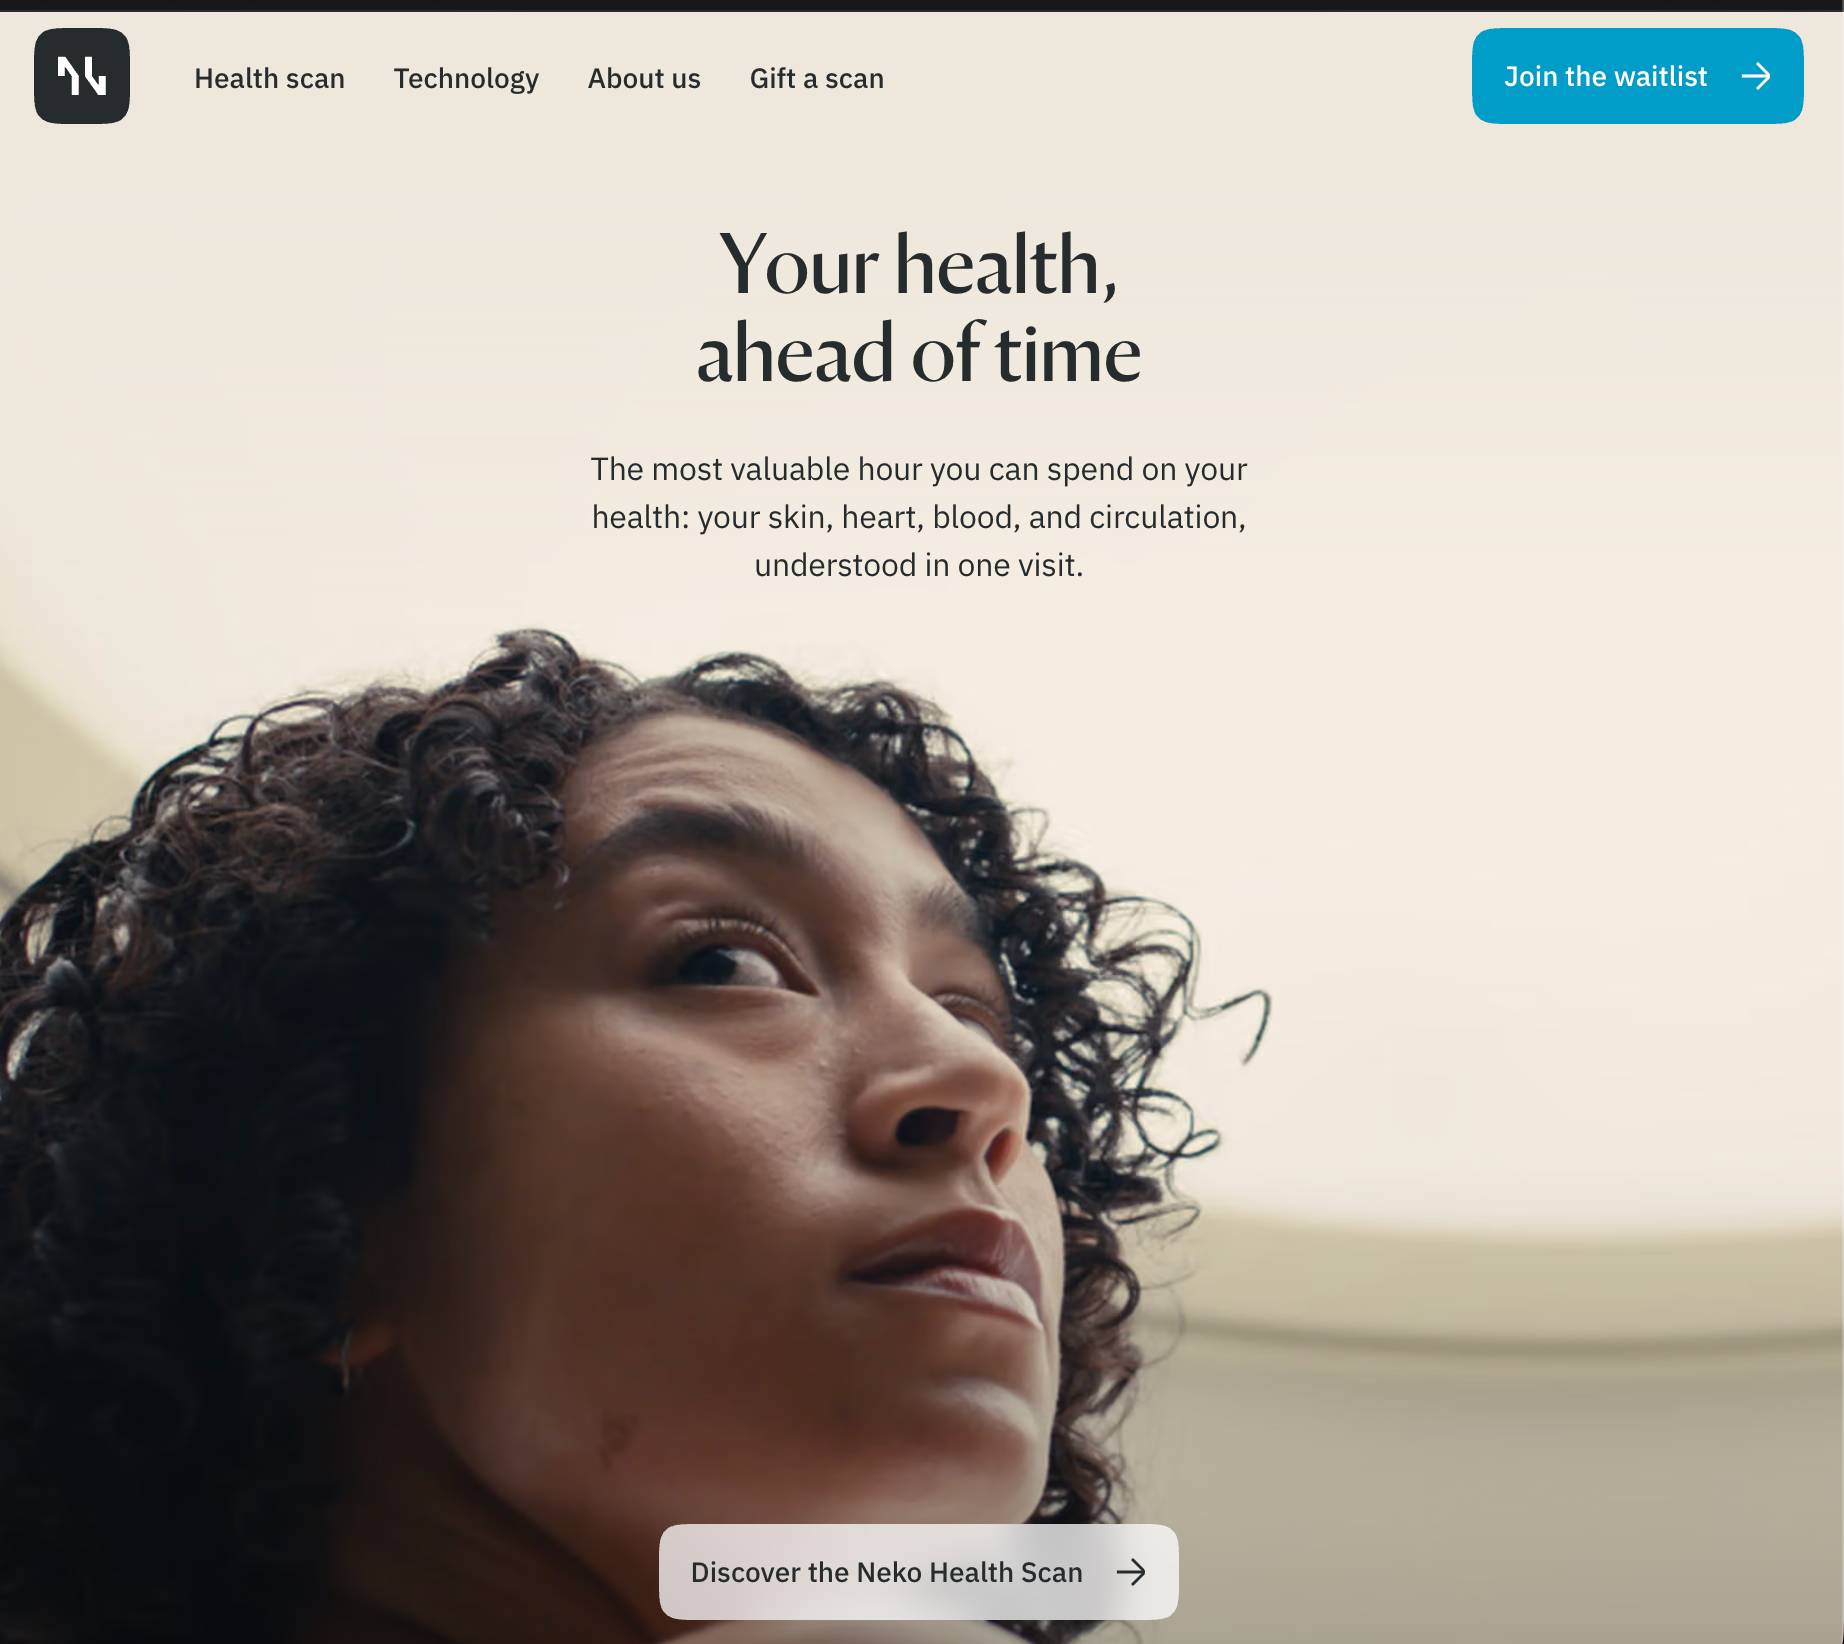 Health scan
Technology
About us
Gift a scan
Join the waitlist
Your health,
ahead of time
The most valuable hour you can spend on your
health: your skin, heart, blood, and circulation,
understood in one visit.
Discover the Neko Health Scan